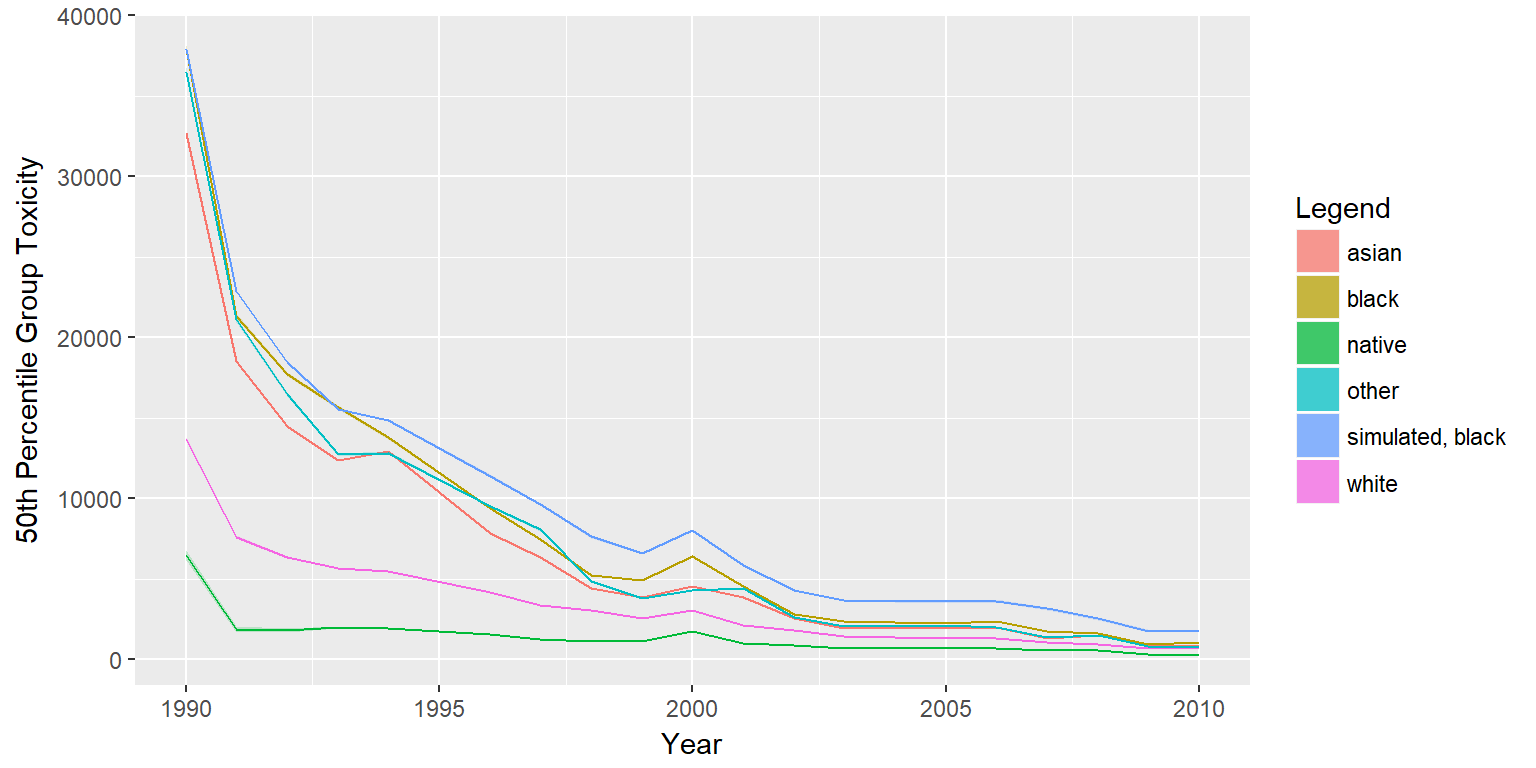 40000
30000
20000
10000
0
50th Percentile Group Toxicity
1990
1995
2000
2005
2010
Year
Legend
asian
black
native
other
simulated, black
white